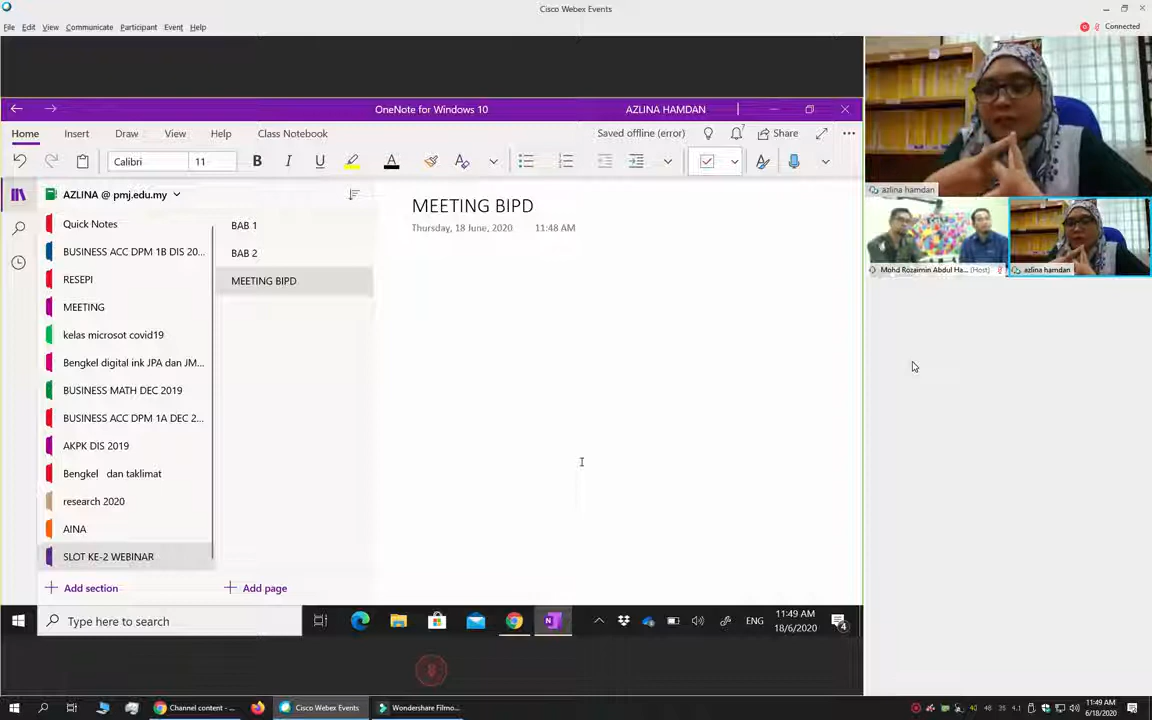 Cisco Webex Events
File Edit View Communicate Participant Event Help
Connected
OneNote for Windows 10
AZLINA HAMDAN
Home Insert Draw View Help Class Notebook
Saved offline (error)
7
Share
Calibri 11 B I U A
AZLINA @ pmj.edu.my
Quick Notes
BUSINESS ACC DPM 1B DIS 20...
RESEPI
MEETING
kelas microsot covid19
Bengkel digital ink JPA dan JM...
BUSINESS MATH DEC 2019
BUSINESS ACC DPM 1A DEC 2...
AKPK DIS 2019
Bengkel dan taklimat
research 2020
AINA
SLOT KE-2 WEBINAR
Add section
BAB 1
BAB 2
MEETING BIPD
Add page
MEETING BIPD
Thursday, 18 June, 2020 11:48 AM
azlina hamdan
Mohd Rozaimin Abdul Ha... (Host)
azlina hamdan
Type here to search
ENG
11:49 AM
18/6/2020
4
Channel content - ...
Cisco Webex Events
Wondershare Filmo...
11:49 AM
6/18/2020